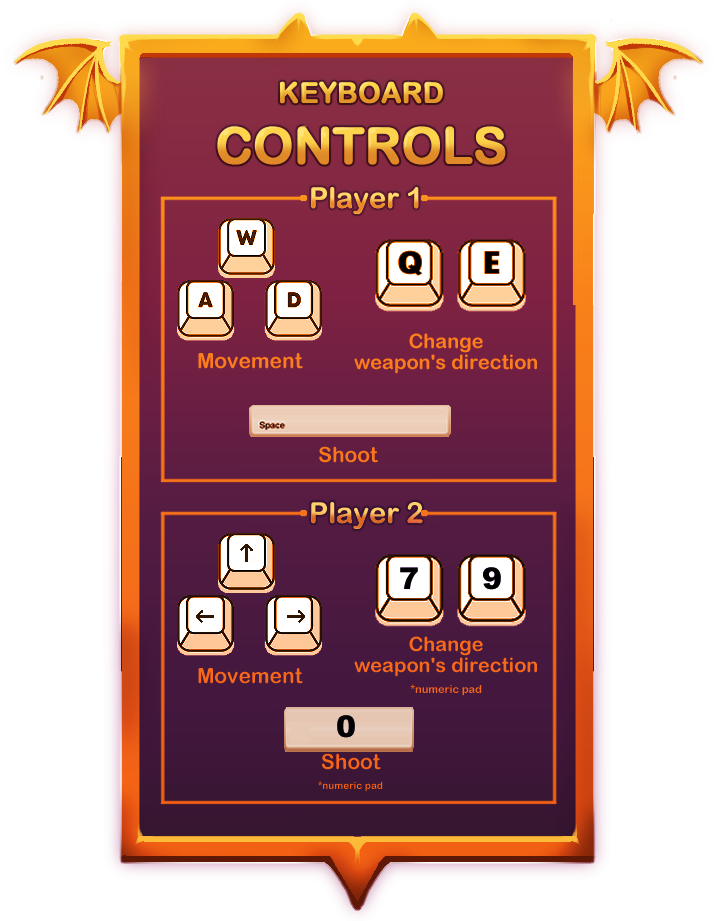 KEYBOARD
CONTROLS
Player 1
W
Q E
A D
Change
weapon's direction
Movement
Space
Shoot
Player 2
↑
7 9
← →
Change
weapon's direction
Movement
*numeric pad
0
Shoot
*numeric pad